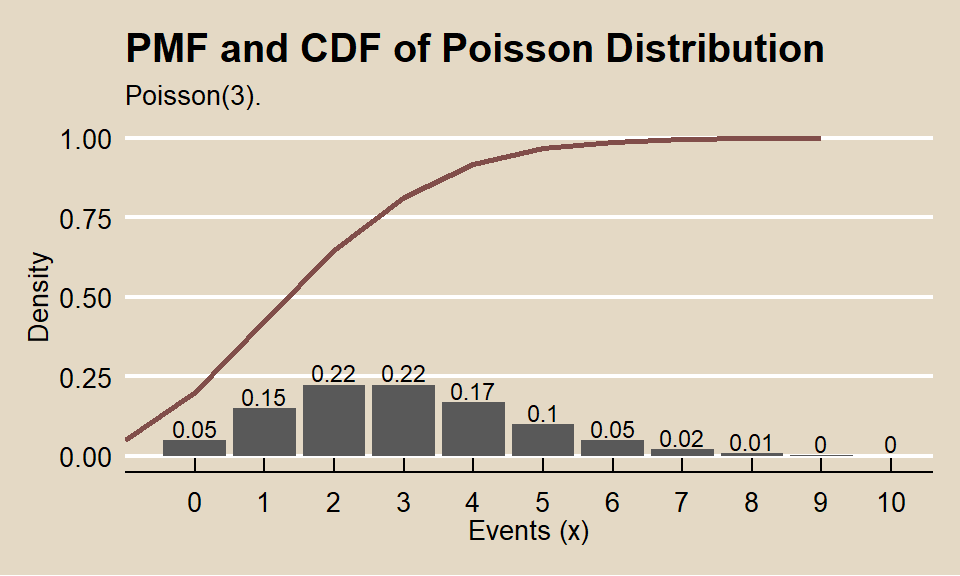 PMF and CDF of Poisson Distribution
Poisson(3).
1.00
0.75
0.50
0.25
0.00
Density
0.05 0.15 0.22 0.22 0.17 0.1 0.05 0.02 0.01 0 0
0 1 2 3 4 5 6 7 8 9 10
Events (x)